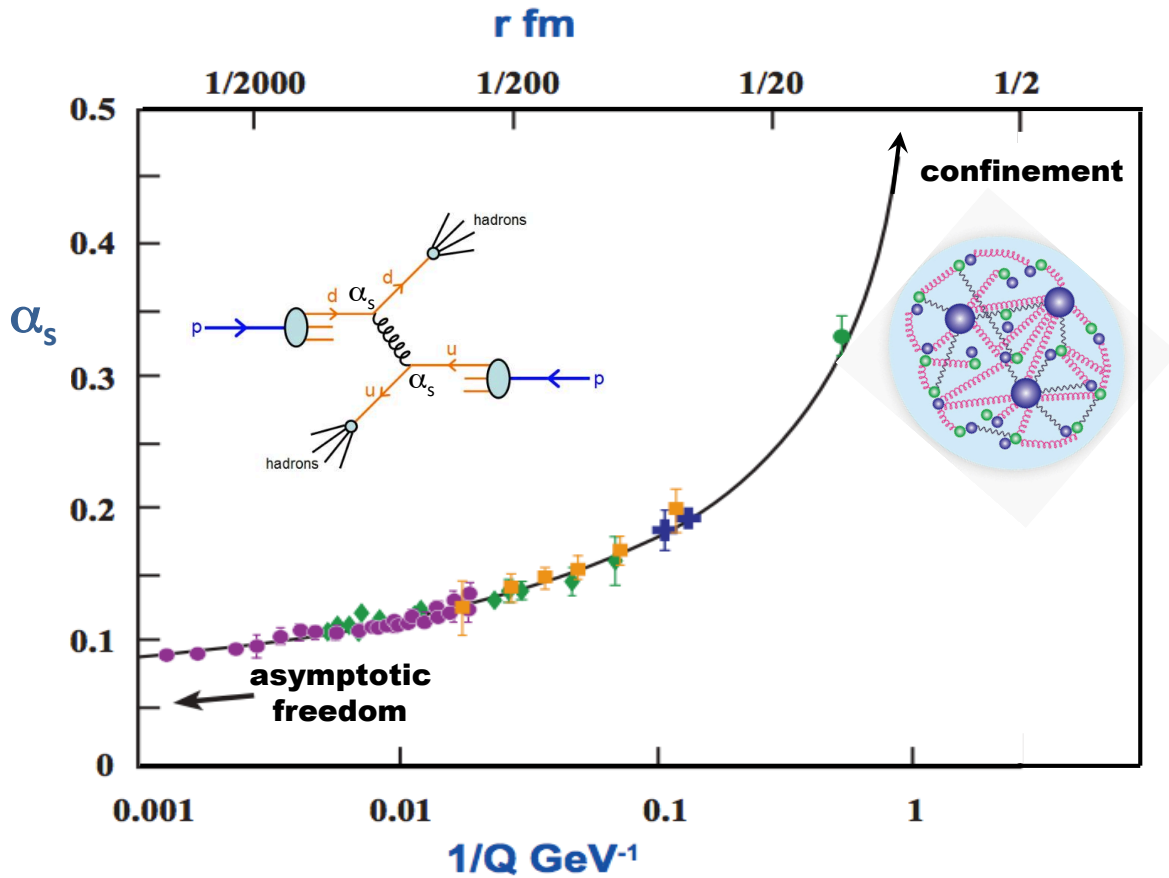 r fm
1/2000 1/200 1/20 1/2
0.5
confinement
hadrons
0.4
d
d
αs
p
αs
u
p
αs
u
0.3
hadrons
0.2
0.1
asymptotic
freedom
0
0.001 0.01 0.1 1
1/Q GeV⁻¹